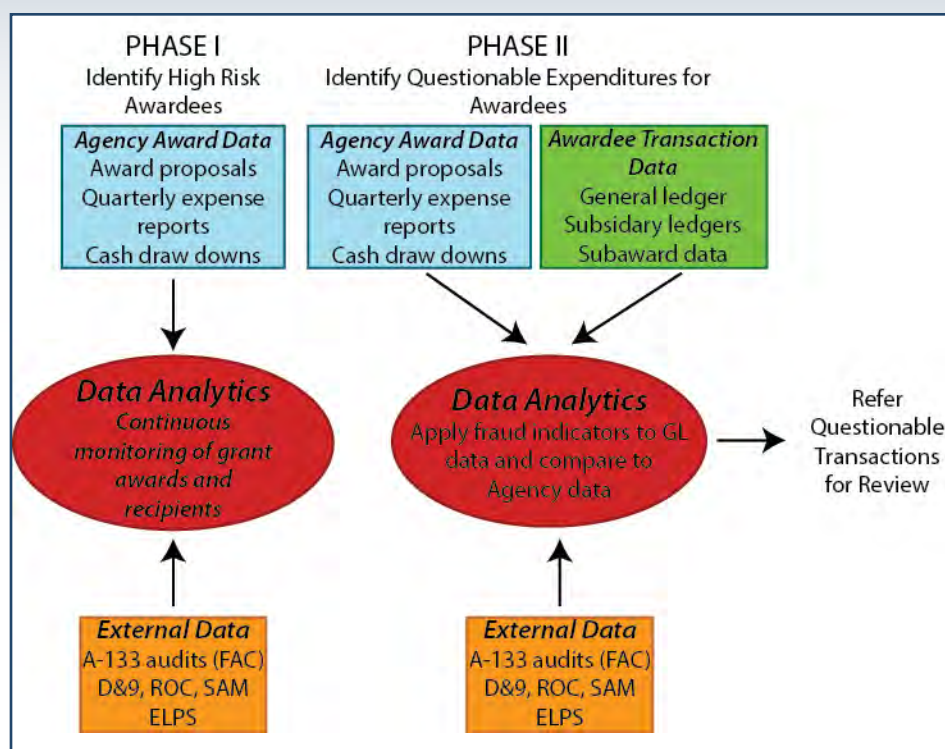 PHASE I
Identify High Risk
Awardees
PHASE II
Identify Questionable Expenditures for
Awardees
Agency Award Data
Award proposals
Quarterly expense
reports
Cash draw downs
Agency Award Data
Award proposals
Quarterly expense
reports
Cash draw downs
Awardee Transaction
Data
General ledger
Subsidary ledgers
Subaward data
Data Analytics
Continuous
monitoring of grant
awards and
recipients
Data Analytics
Apply fraud indicators to GL
data and compare to
Agency data
Refer
Questionable
Transactions
for Review
External Data
A-133 audits (FAC)
D&9, ROC, SAM
ELPS
External Data
A-133 audits (FAC)
D&9, ROC, SAM
ELPS